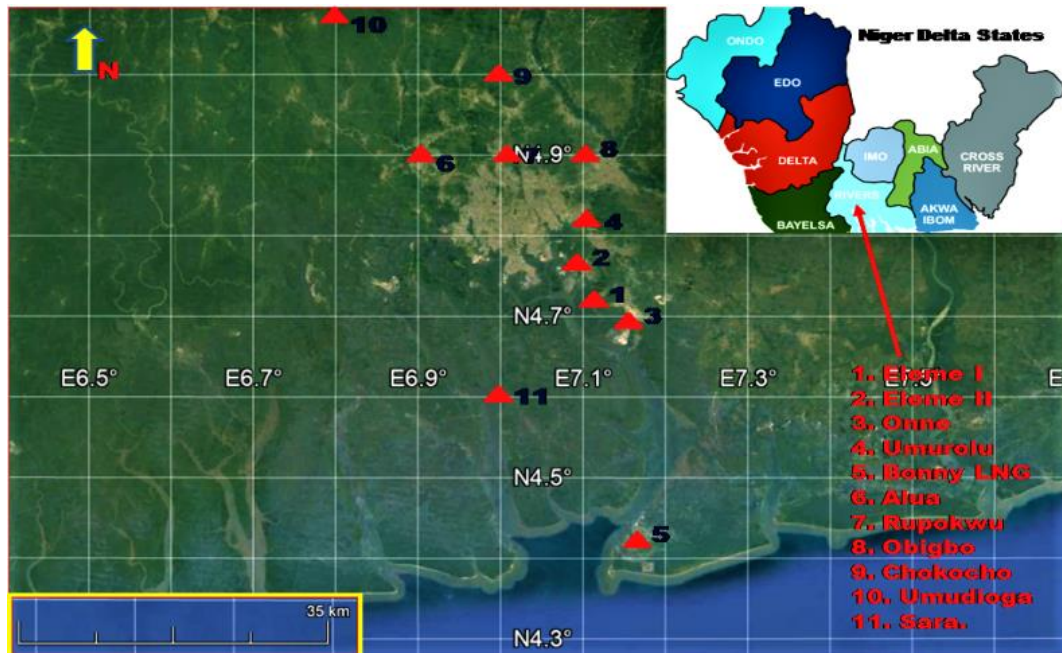 10
N
9
6
7
N4.9°
8
4
2
1
N4.7°
3
E6.5°
E6.7°
E6.9°
E7.1°
E7.3°
11
N4.5°
5
N4.3°
35 km
Niger Delta States
ONDO
EDO
DELTA
IMO
ABIA
CROSS
RIVER
RIVERS
AKWA
IBOM
BAYELSA
1. Eleme I
2. Eleme II
3. Onne
4. Umurolu
5. Bonny LNG
6. Alua
7. Rupokwu
8. Obigbo
9. Chokocho
10. Umudioga
11. Sara.